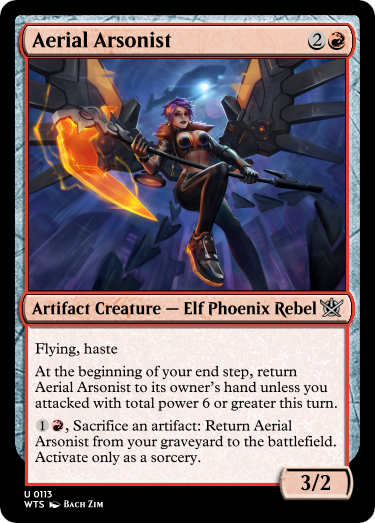 Aerial Arsonist 2
Artifact Creature — Elf Phoenix Rebel
Flying, haste
At the beginning of your end step, return
Aerial Arsonist to its owner's hand unless you
attacked with total power 6 or greater this turn.
1 , Sacrifice an artifact: Return Aerial
Arsonist from your graveyard to the battlefield.
Activate only as a sorcery.
3/2
U 0113
WTS Bach Zim